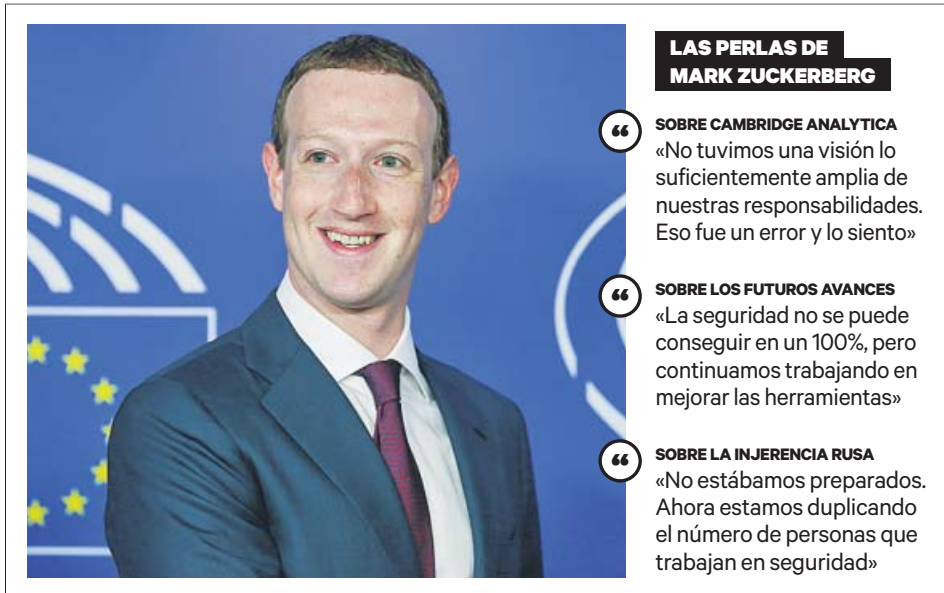 LAS PERLAS DE
MARK ZUCKERBERG
“
SOBRE CAMBRIDGE ANALYTICA
«No tuvimos una visión lo
suficientemente amplia de
nuestras responsabilidades.
Eso fue un error y lo siento»
“
SOBRE LOS FUTUROS AVANCES
«La seguridad no se puede
conseguir en un 100%, pero
continuamos trabajando en
mejorar las herramientas»
“
SOBRE LA INJERENCIA RUSA
«No estábamos preparados.
Ahora estamos duplicando
el número de personas que
trabajan en seguridad»